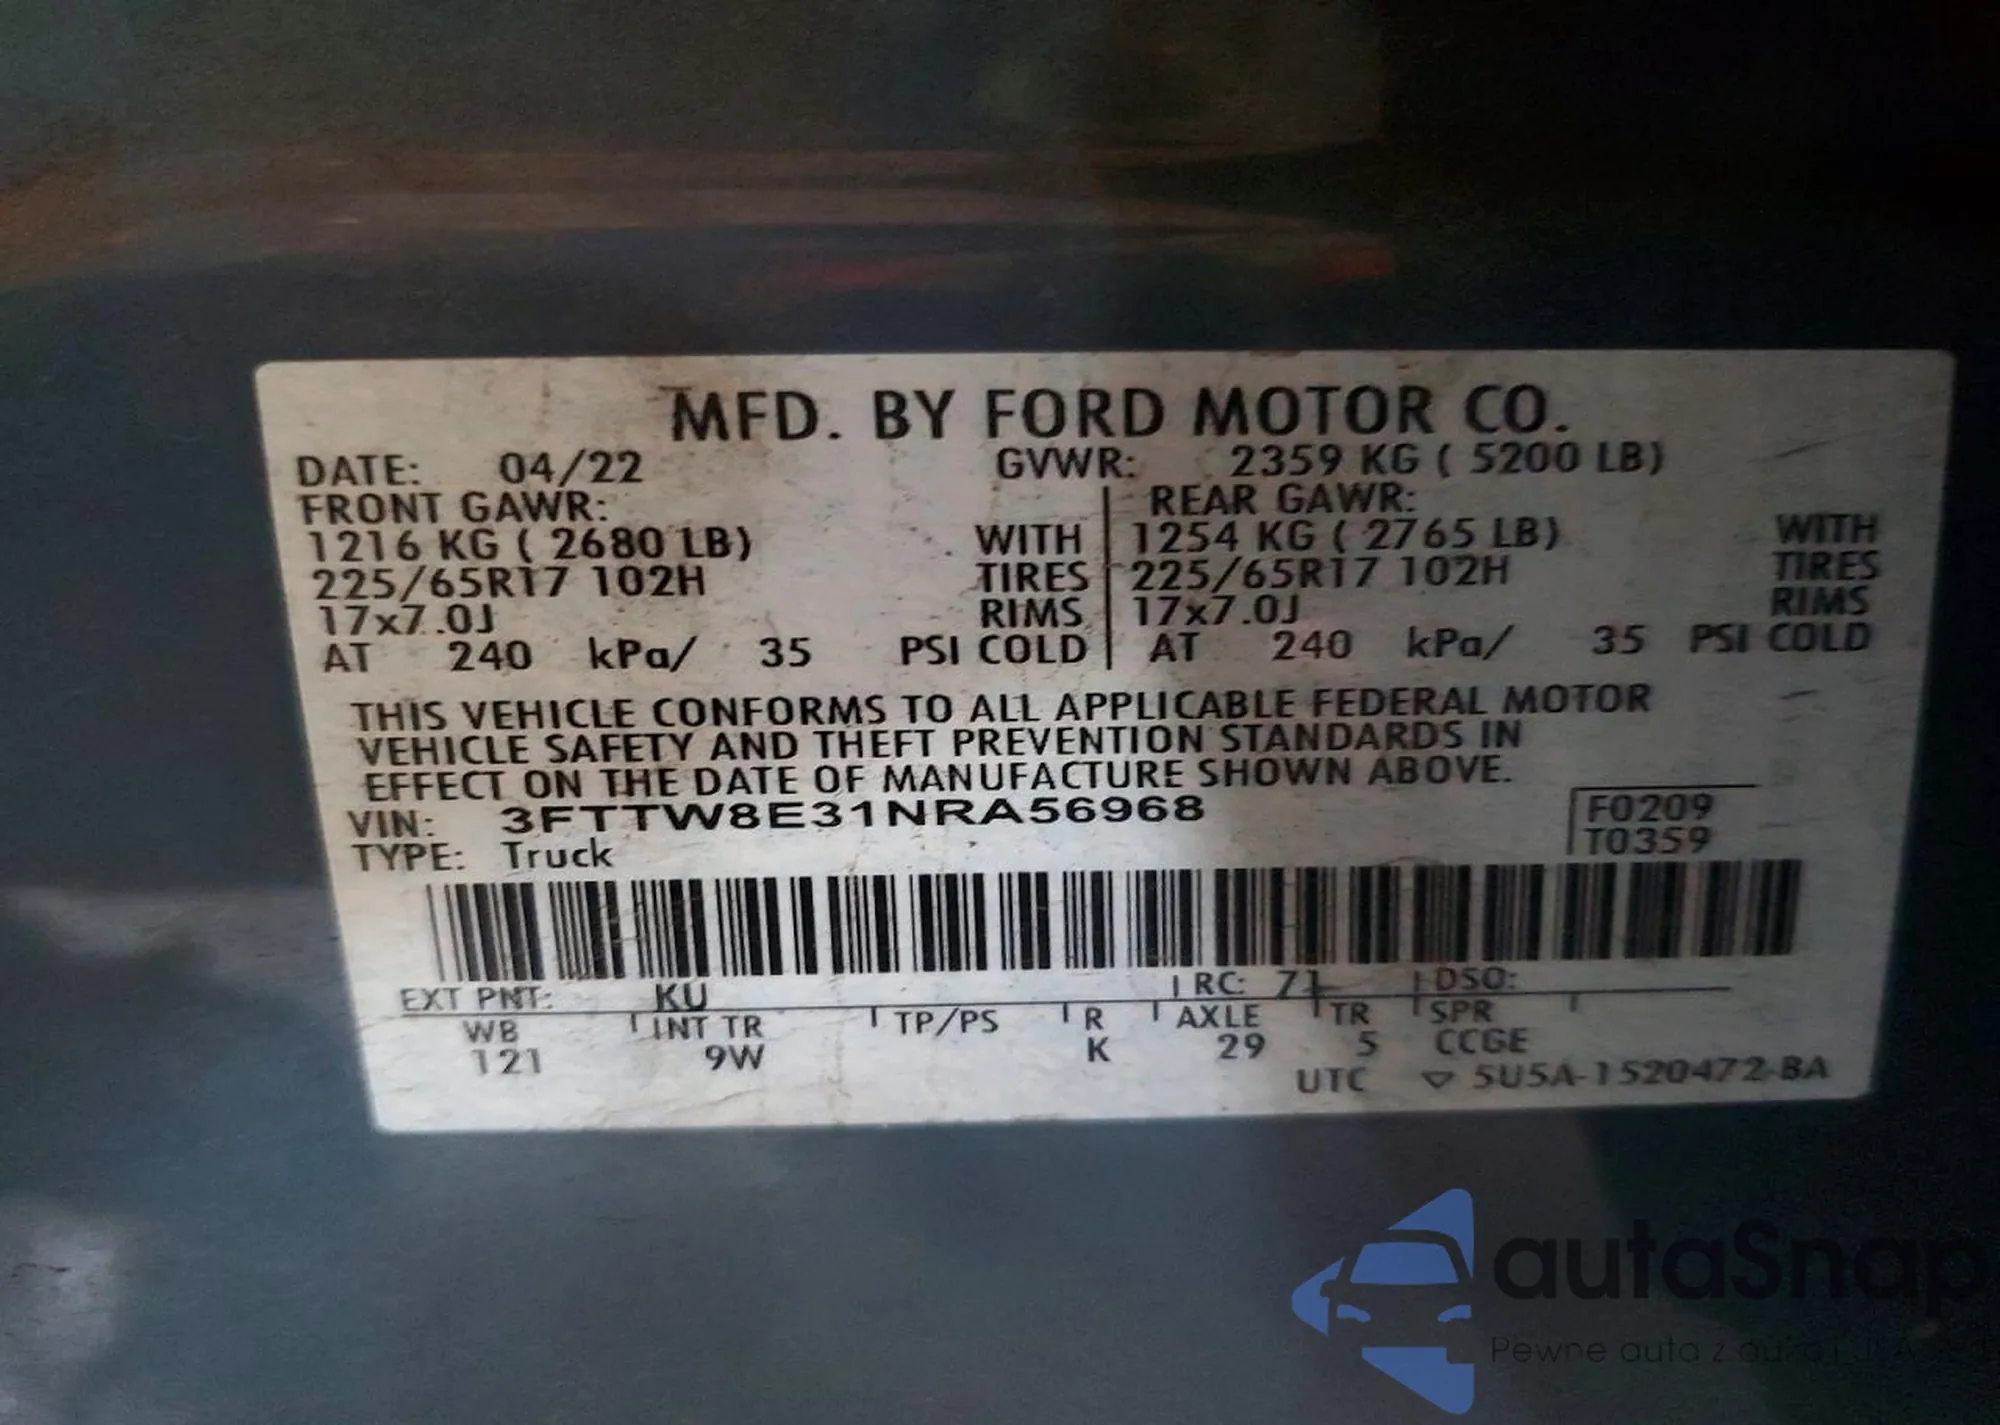 MFD. BY FORD MOTOR CO.
DATE: 04/22 GVWR: 2359 KG ( 5200 LB)
FRONT GAWR: REAR GAWR:
1216 KG ( 2680 LB) WITH 1254 KG ( 2765 LB) WITH
225/65R17 102H TIRES 225/65R17 102H TIRES
17x7.0J RIMS 17x7.0J RIMS
AT 240 kPa/ 35 PSI COLD AT 240 kPa/ 35 PSI COLD
THIS VEHICLE CONFORMS TO ALL APPLICABLE FEDERAL MOTOR
VEHICLE SAFETY AND THEFT PREVENTION STANDARDS IN
EFFECT ON THE DATE OF MANUFACTURE SHOWN ABOVE.
VIN: 3FTTW8E31NRA56968 F0209
TYPE: Truck T0359
EXT PNT: KU RC: 71 DSO:
WB INT TR TP/PS R AXLE TR SPR
121 9W K 29 5 CCGE
UTC ▽ 5U5A-1520472-BA
autaSnap
Pewne auta z